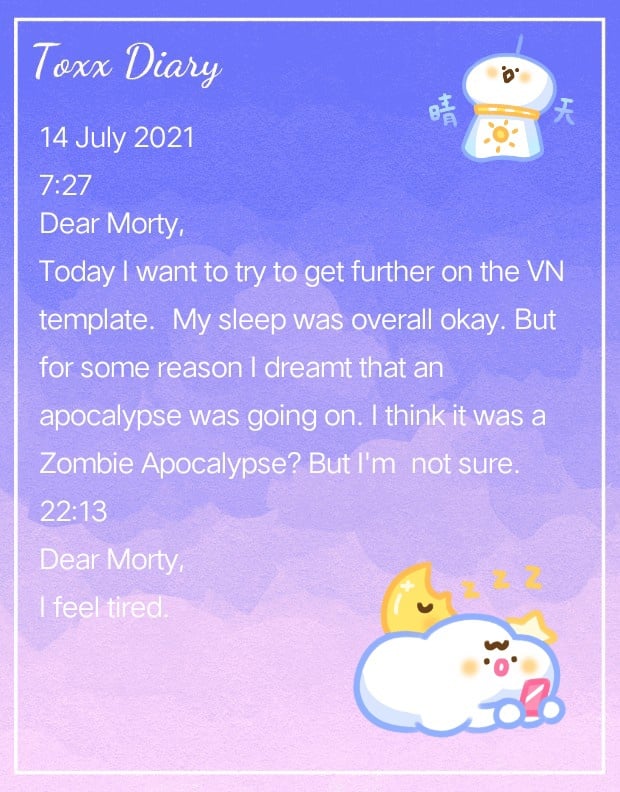 Toxx Diary
晴天
14 July 2021
7:27
Dear Morty,
Today I want to try to get further on the VN
template. My sleep was overall okay. But
for some reason I dreamt that an
apocalypse was going on. I think it was a
Zombie Apocalypse? But I'm not sure.
22:13
Dear Morty,
I feel tired.
z z z